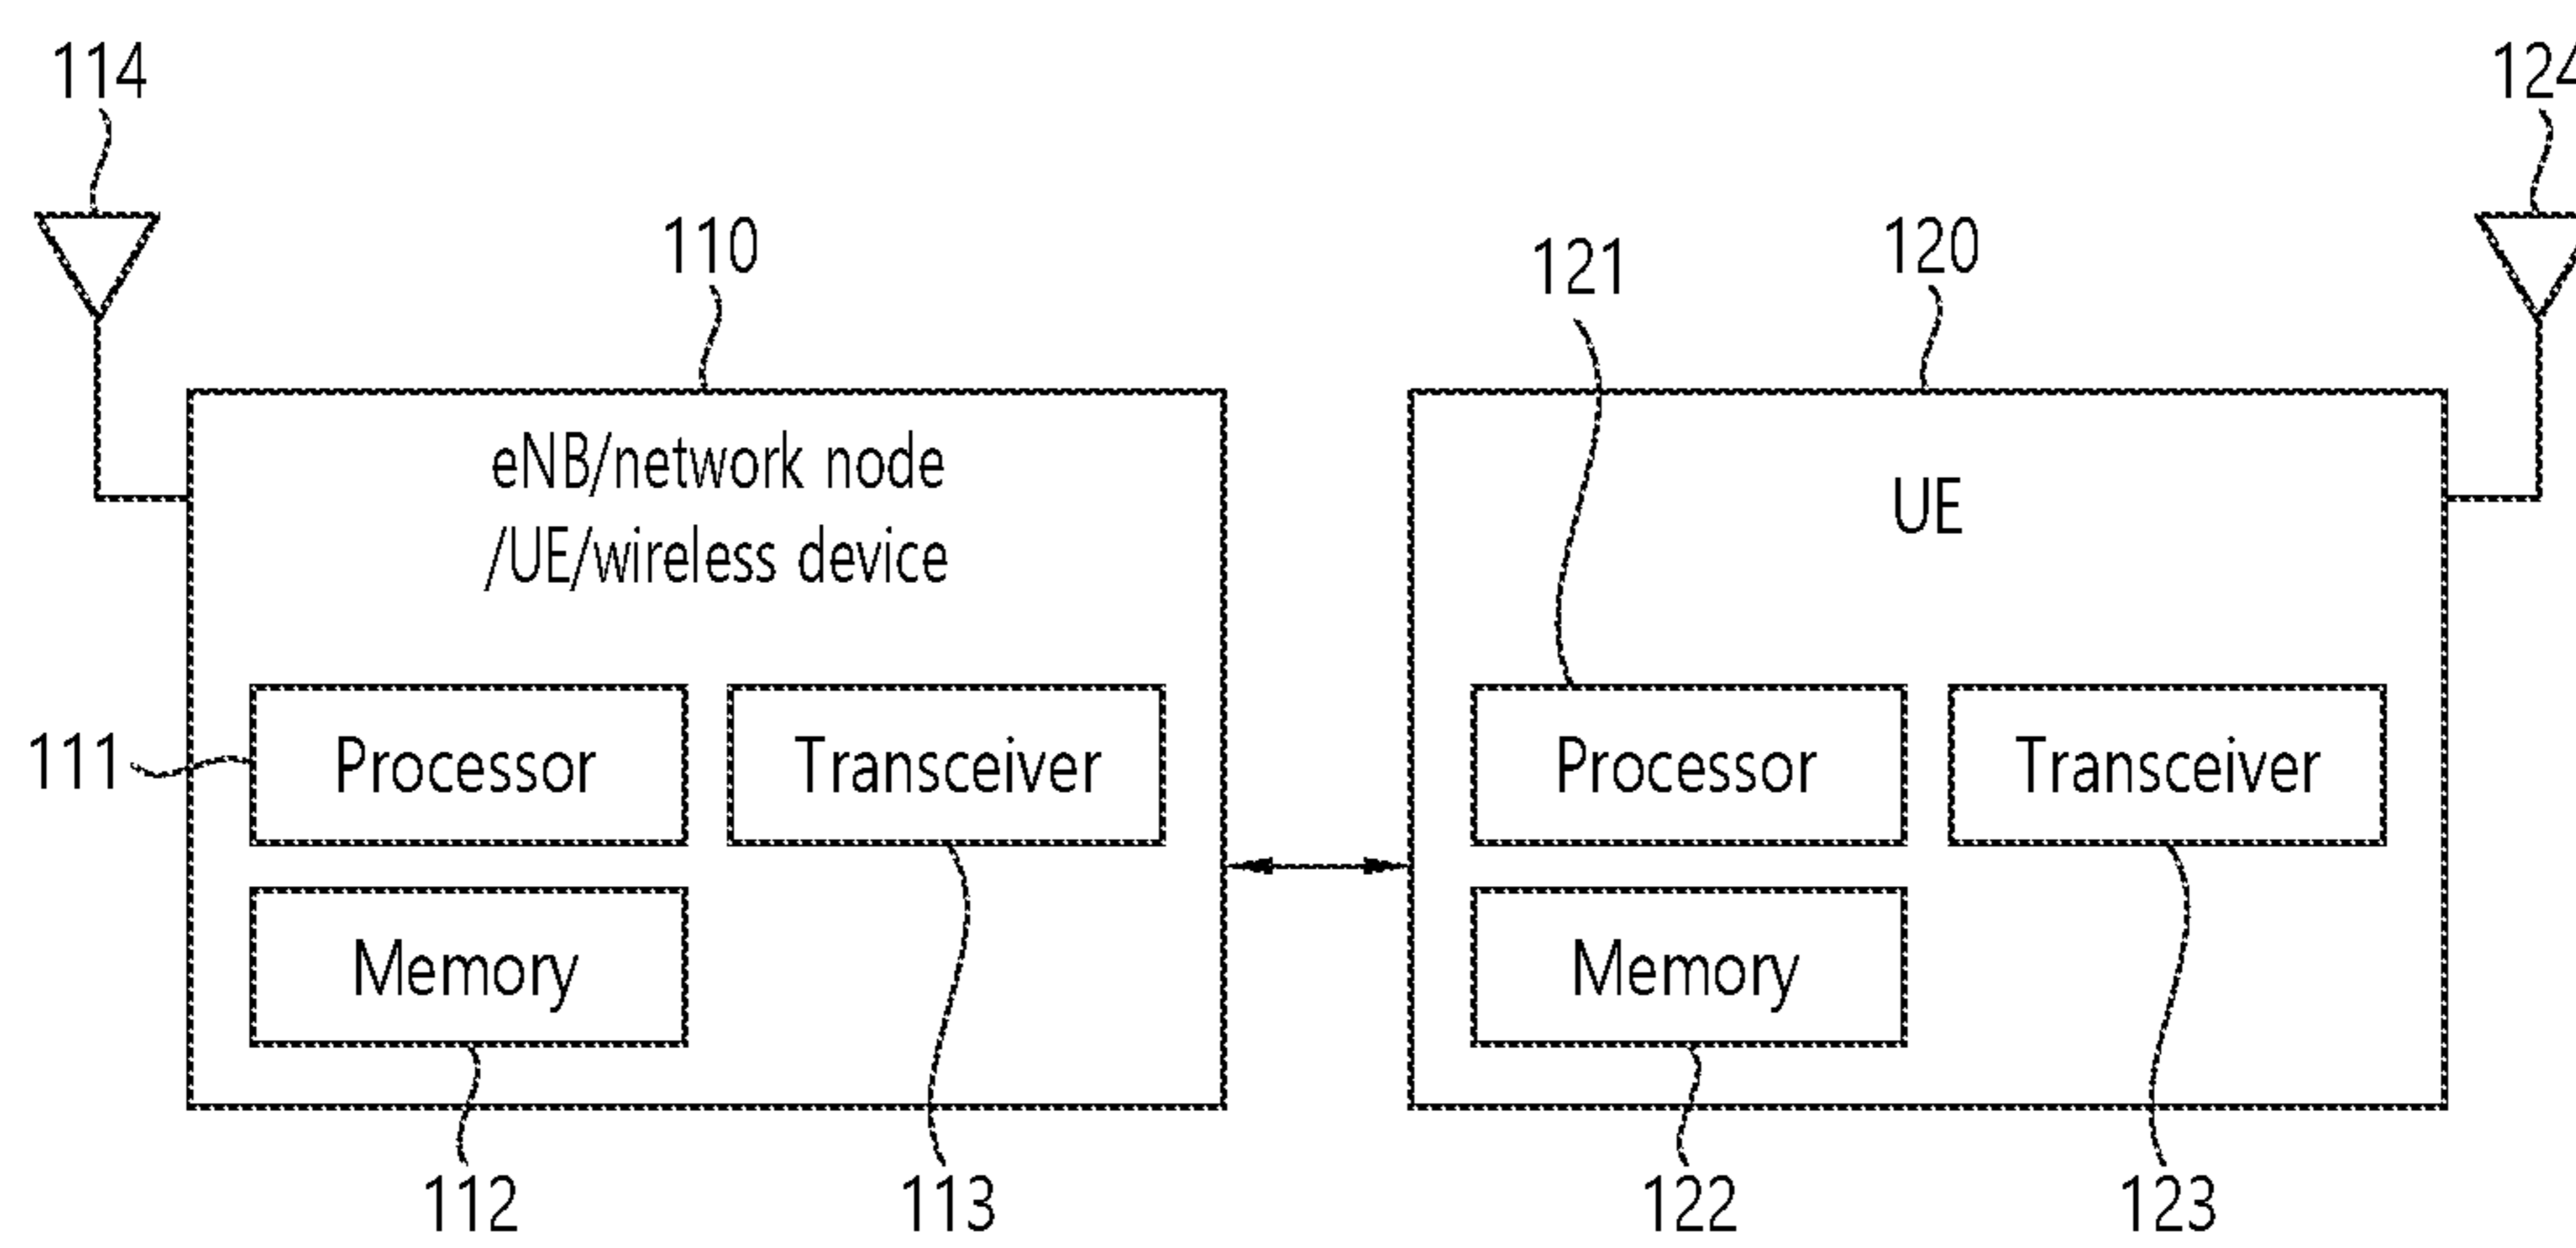 114
124
110
121
120
eNB/network node
/UE/wireless device
UE
111
Processor
Transceiver
Processor
Transceiver
Memory
Memory
112
113
122
123